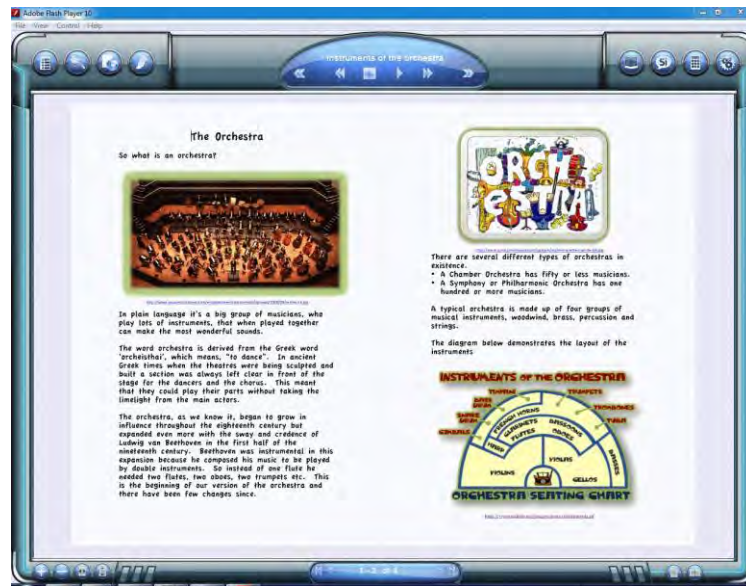 Adobe Flash Player 10
File View Control Help
Instruments of the orchestra
Si
The Orchestra
So what is an orchestra?
In plain language it's a big group of musicians, who
play lots of instruments, that when played together
can make the most wonderful sounds.
The word orchestra is derived from the Greek word
'orcheisthai', which means, "to dance". In ancient
Greek times when the theatres were being sculpted and
built a section was always left clear in front of the
stage for the dancers and the chorus. This meant
that they could play their parts without taking the
limelight from the main actors.
The orchestra, as we know it, began to grow in
influence throughout the eighteenth century but
expanded even more with the sway and credence of
Ludwig van Beethoven in the first half of the
nineteenth century. Beethoven was instrumental in this
expansion because he composed his music to be played
by double instruments. So instead of one flute he
needed two flutes, two oboes, two trumpets etc. This
is the beginning of our version of the orchestra and
there have been few changes since.
ORCH
ESTRA
There are several different types of orchestras in
existence.
• A Chamber Orchestra has fifty or less musicians.
• A Symphony or Philharmonic Orchestra has one
hundred or more musicians.
A typical orchestra is made up of four groups of
musical instruments, woodwind, brass, percussion and
strings.
The diagram below demonstrates the layout of the
instruments
INSTRUMENTS OF THE ORCHESTRA
TIMPANI
TRUMPETS
BASS
DRUM
TROMBONES
SNARE
DRUM
TUBA
CYMBALS
FRENCH HORNS
CLARINETS
BASSOONS
HARP
FLUTES
OBOES
BASSES
VIOLINS
VIOLAS
CELLOS
ORCHESTRA SEATING CHART
1-2 of 4